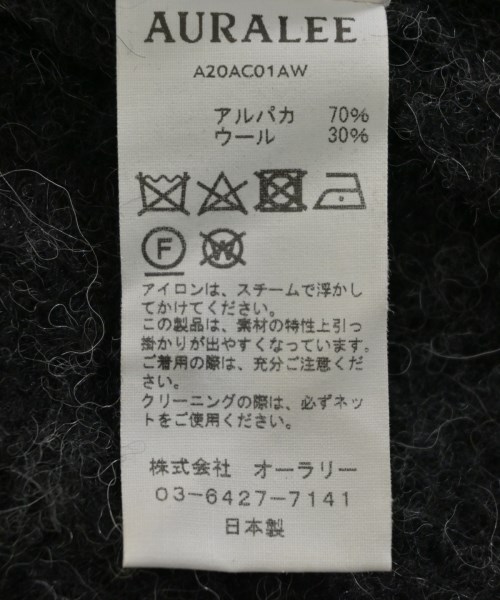 AURALEE
A20AC01AW
アルパカ 70%
ウール 30%
F
W
アイロンは、スチームで浮かし
てかけてください。
この製品は、素材の特性上引っ
掛かりが出やすくなっています。
ご着用の際は、充分ご注意くだ
さい。
クリーニングの際は、必ずネッ
トをご使用ください。
株式会社 オーラリー
03-6427-7141
日本製